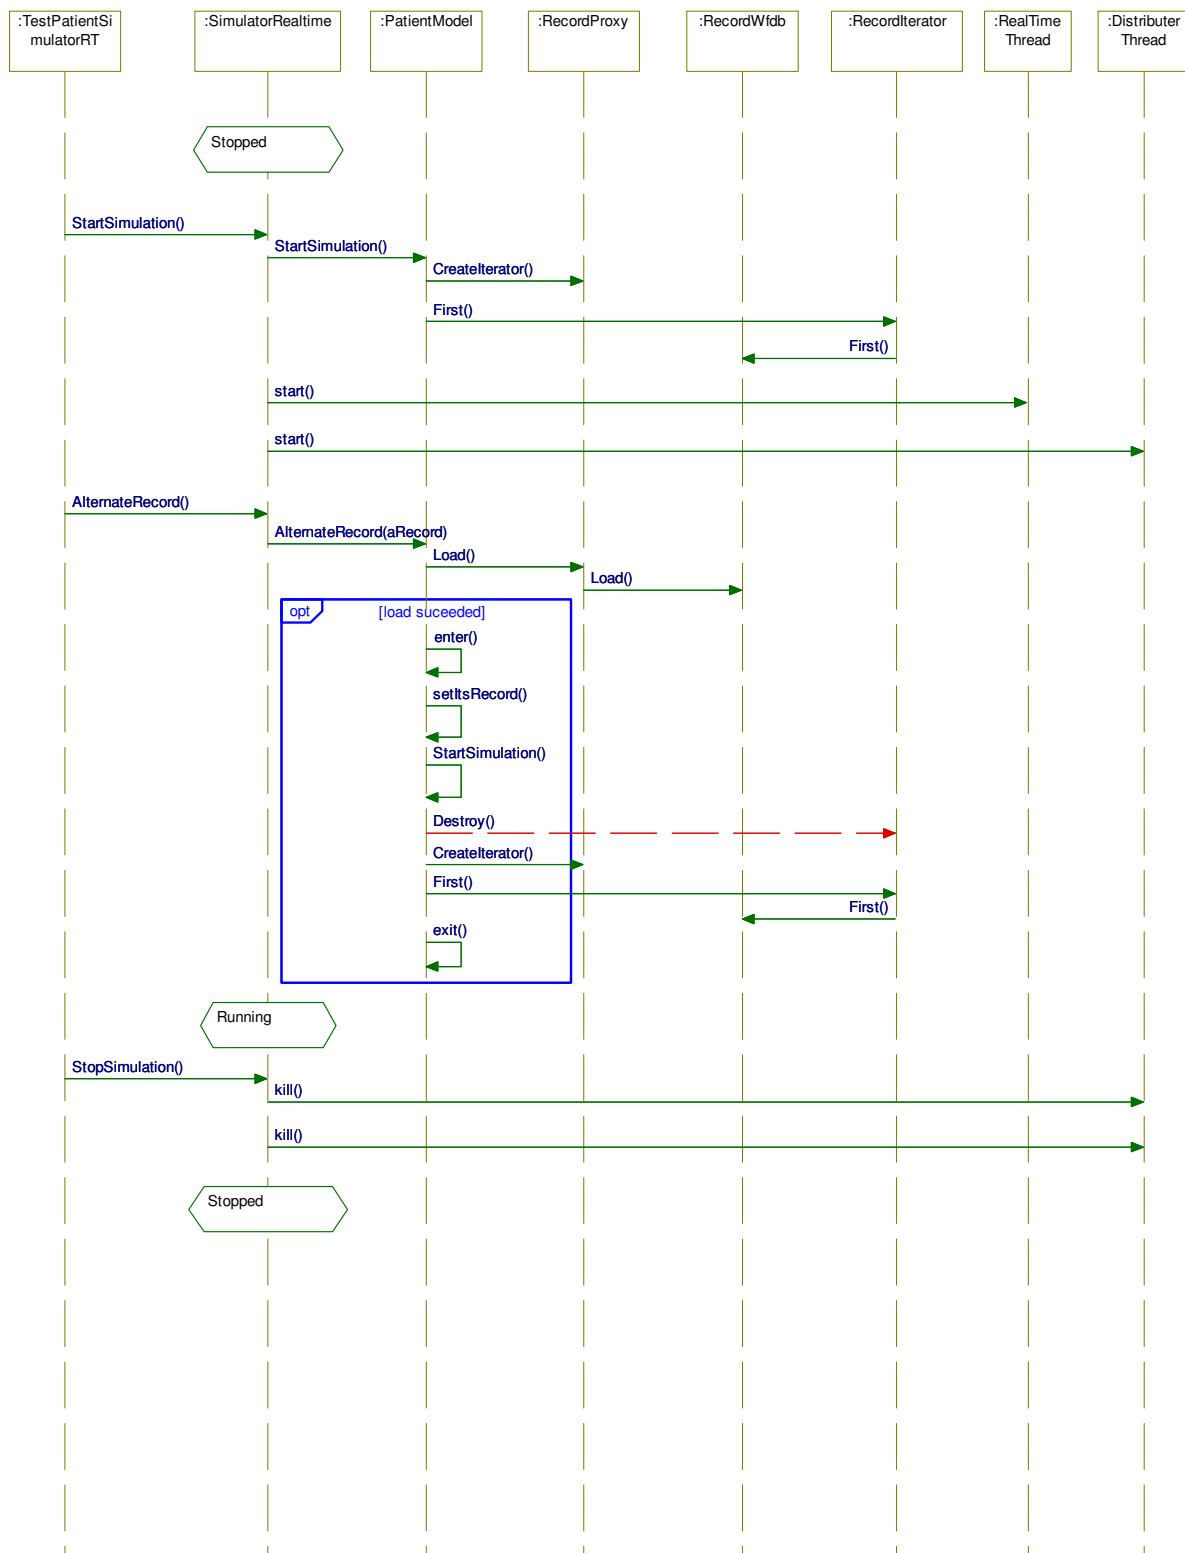 :TestPatientSi
mulatorRT
:SimulatorRealtime
:PatientModel
:RecordProxy
:RecordWfdb
:RecordIterator
:RealTime
Thread
:Distributer
Thread
Stopped
StartSimulation()
StartSimulation()
CreateIterator()
First()
First()
start()
start()
AlternateRecord()
AlternateRecord(aRecord)
Load()
Load()
opt
[load suceeded]
enter()
setItsRecord()
StartSimulation()
Destroy()
CreateIterator()
First()
First()
exit()
Running
StopSimulation()
kill()
kill()
Stopped